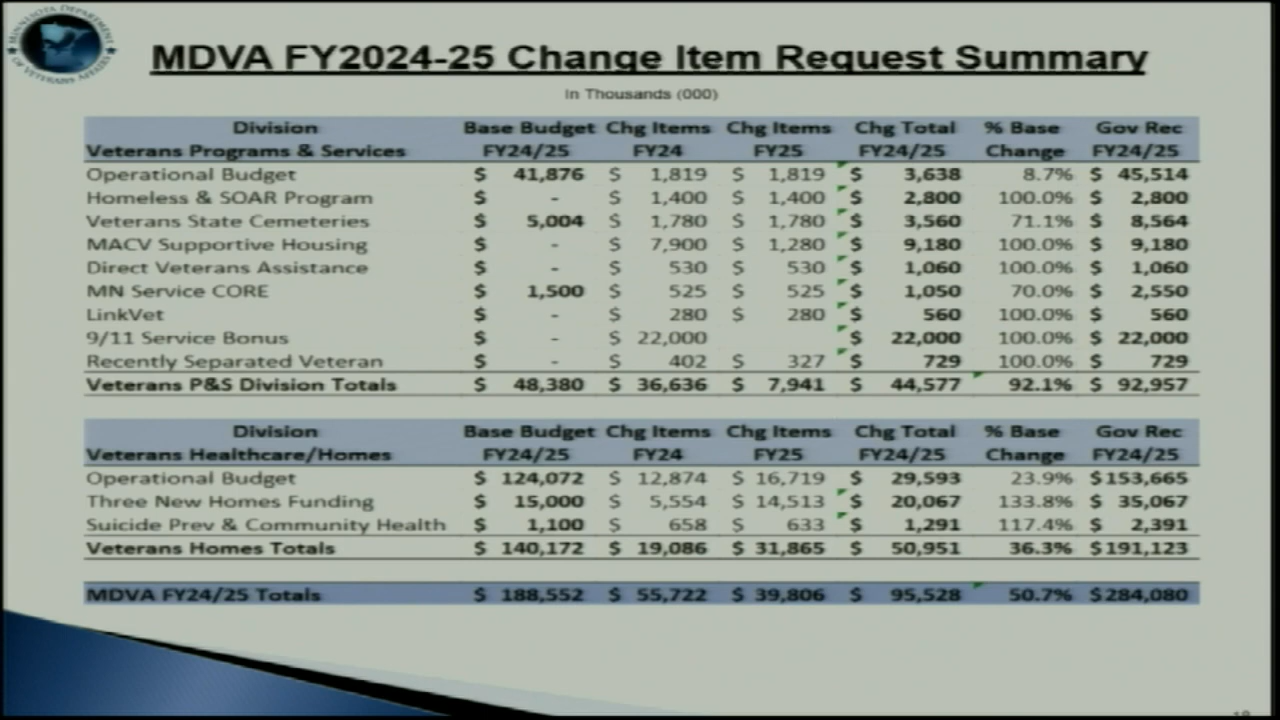 MINNESOTA DEPARTMENT
OF VETERANS AFFAIRS
MDVA FY2024-25 Change Item Request Summary
In Thousands (000)
Division Base Budget Chg Items Chg Items Chg Total % Base Gov Rec
Veterans Programs & Services FY24/25 FY24 FY25 FY24/25 Change FY24/25
Operational Budget $ 41,876 $ 1,819 $ 1,819 $ 3,638 8.7% $ 45,514
Homeless & SOAR Program $ - $ 1,400 $ 1,400 $ 2,800 100.0% $ 2,800
Veterans State Cemeteries $ 5,004 $ 1,780 $ 1,780 $ 3,560 71.1% $ 8,564
MACV Supportive Housing $ - $ 7,900 $ 1,280 $ 9,180 100.0% $ 9,180
Direct Veterans Assistance $ - $ 530 $ 530 $ 1,060 100.0% $ 1,060
MN Service CORE $ 1,500 $ 525 $ 525 $ 1,050 70.0% $ 2,550
LinkVet $ - $ 280 $ 280 $ 560 100.0% $ 560
9/11 Service Bonus $ - $ 22,000 $ 22,000 100.0% $ 22,000
Recently Separated Veteran $ - $ 402 $ 327 $ 729 100.0% $ 729
Veterans P&S Division Totals $ 48,380 $ 36,636 $ 7,941 $ 44,577 92.1% $ 92,957
Division Base Budget Chg Items Chg Items Chg Total % Base Gov Rec
Veterans Healthcare/Homes FY24/25 FY24 FY25 FY24/25 Change FY24/25
Operational Budget $ 124,072 $ 12,874 $ 16,719 $ 29,593 23.9% $153,665
Three New Homes Funding $ 15,000 $ 5,554 $ 14,513 $ 20,067 133.8% $ 35,067
Suicide Prev & Community Health $ 1,100 $ 658 $ 633 $ 1,291 117.4% $ 2,391
Veterans Homes Totals $ 140,172 $ 19,086 $ 31,865 $ 50,951 36.3% $191,123
MDVA FY24/25 Totals $ 188,552 $ 55,722 $ 39,806 $ 95,528 50.7% $284,080